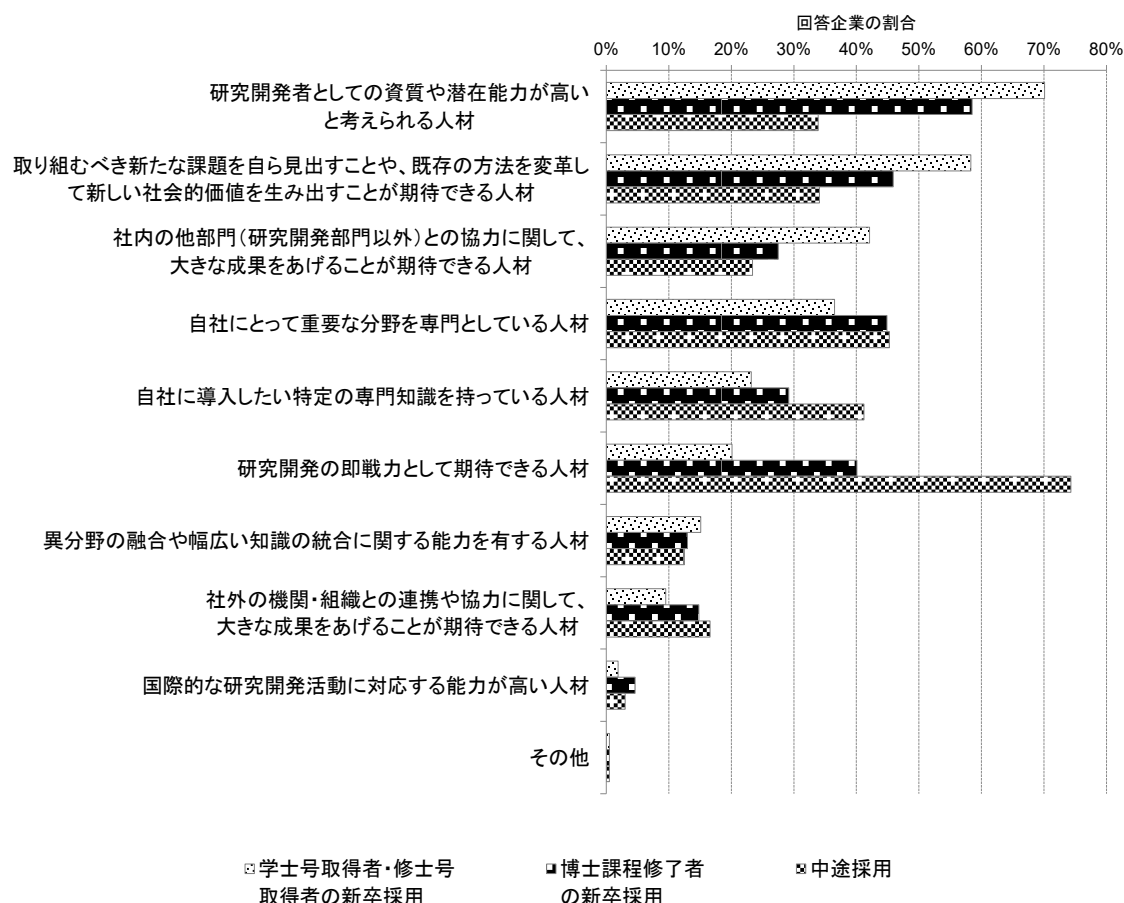 回答企業の割合
0% 10% 20% 30% 40% 50% 60% 70% 80%
研究開発者としての資質や潜在能力が高い
と考えられる人材
取り組むべき新たな課題を自ら見出すことや、既存の方法を変革し
て新しい社会的価値を生み出すことが期待できる人材
社内の他部門（研究開発部門以外）との協力に関して、
大きな成果をあげることが期待できる人材
自社にとって重要な分野を専門としている人材
自社に導入したい特定の専門知識を持っている人材
研究開発の即戦力として期待できる人材
異分野の融合や幅広い知識の統合に関する能力を有する人材
社外の機関・組織との連携や協力に関して、
大きな成果をあげることが期待できる人材
国際的な研究開発活動に対応する能力が高い人材
その他
学士号取得者・修士号
取得者の新卒採用
博士課程修了者
の新卒採用
中途採用